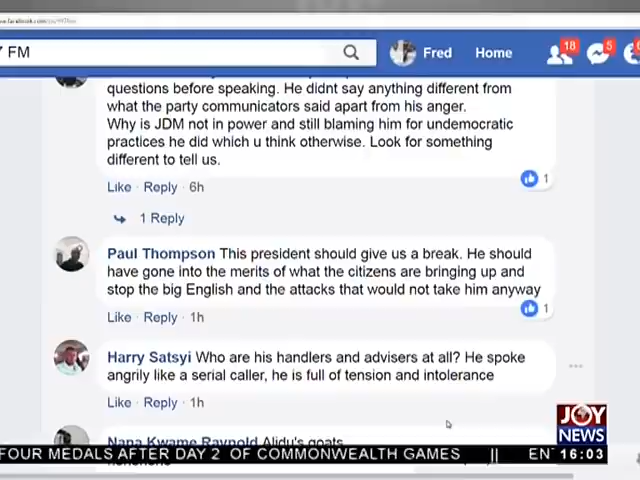 FM
Fred Home 18 5
questions before speaking. He didnt say anything different from
what the party communicators said apart from his anger.
Why is JDM not in power and still blaming him for undemocratic
practices he did which u think otherwise. Look for something
different to tell us.
Like · Reply · 6h 1
1 Reply
Paul Thompson This president should give us a break. He should
have gone into the merits of what the citizens are bringing up and
stop the big English and the attacks that would not take him anyway
Like · Reply · 1h 1
Harry Satsyi Who are his handlers and advisers at all? He spoke
angrily like a serial caller, he is full of tension and intolerance
Like · Reply · 1h
Nana Kwame Raynold Alidu's goats
JOY
NEWS
FOUR MEDALS AFTER DAY 2 OF COMMONWEALTH GAMES || EN 16:03